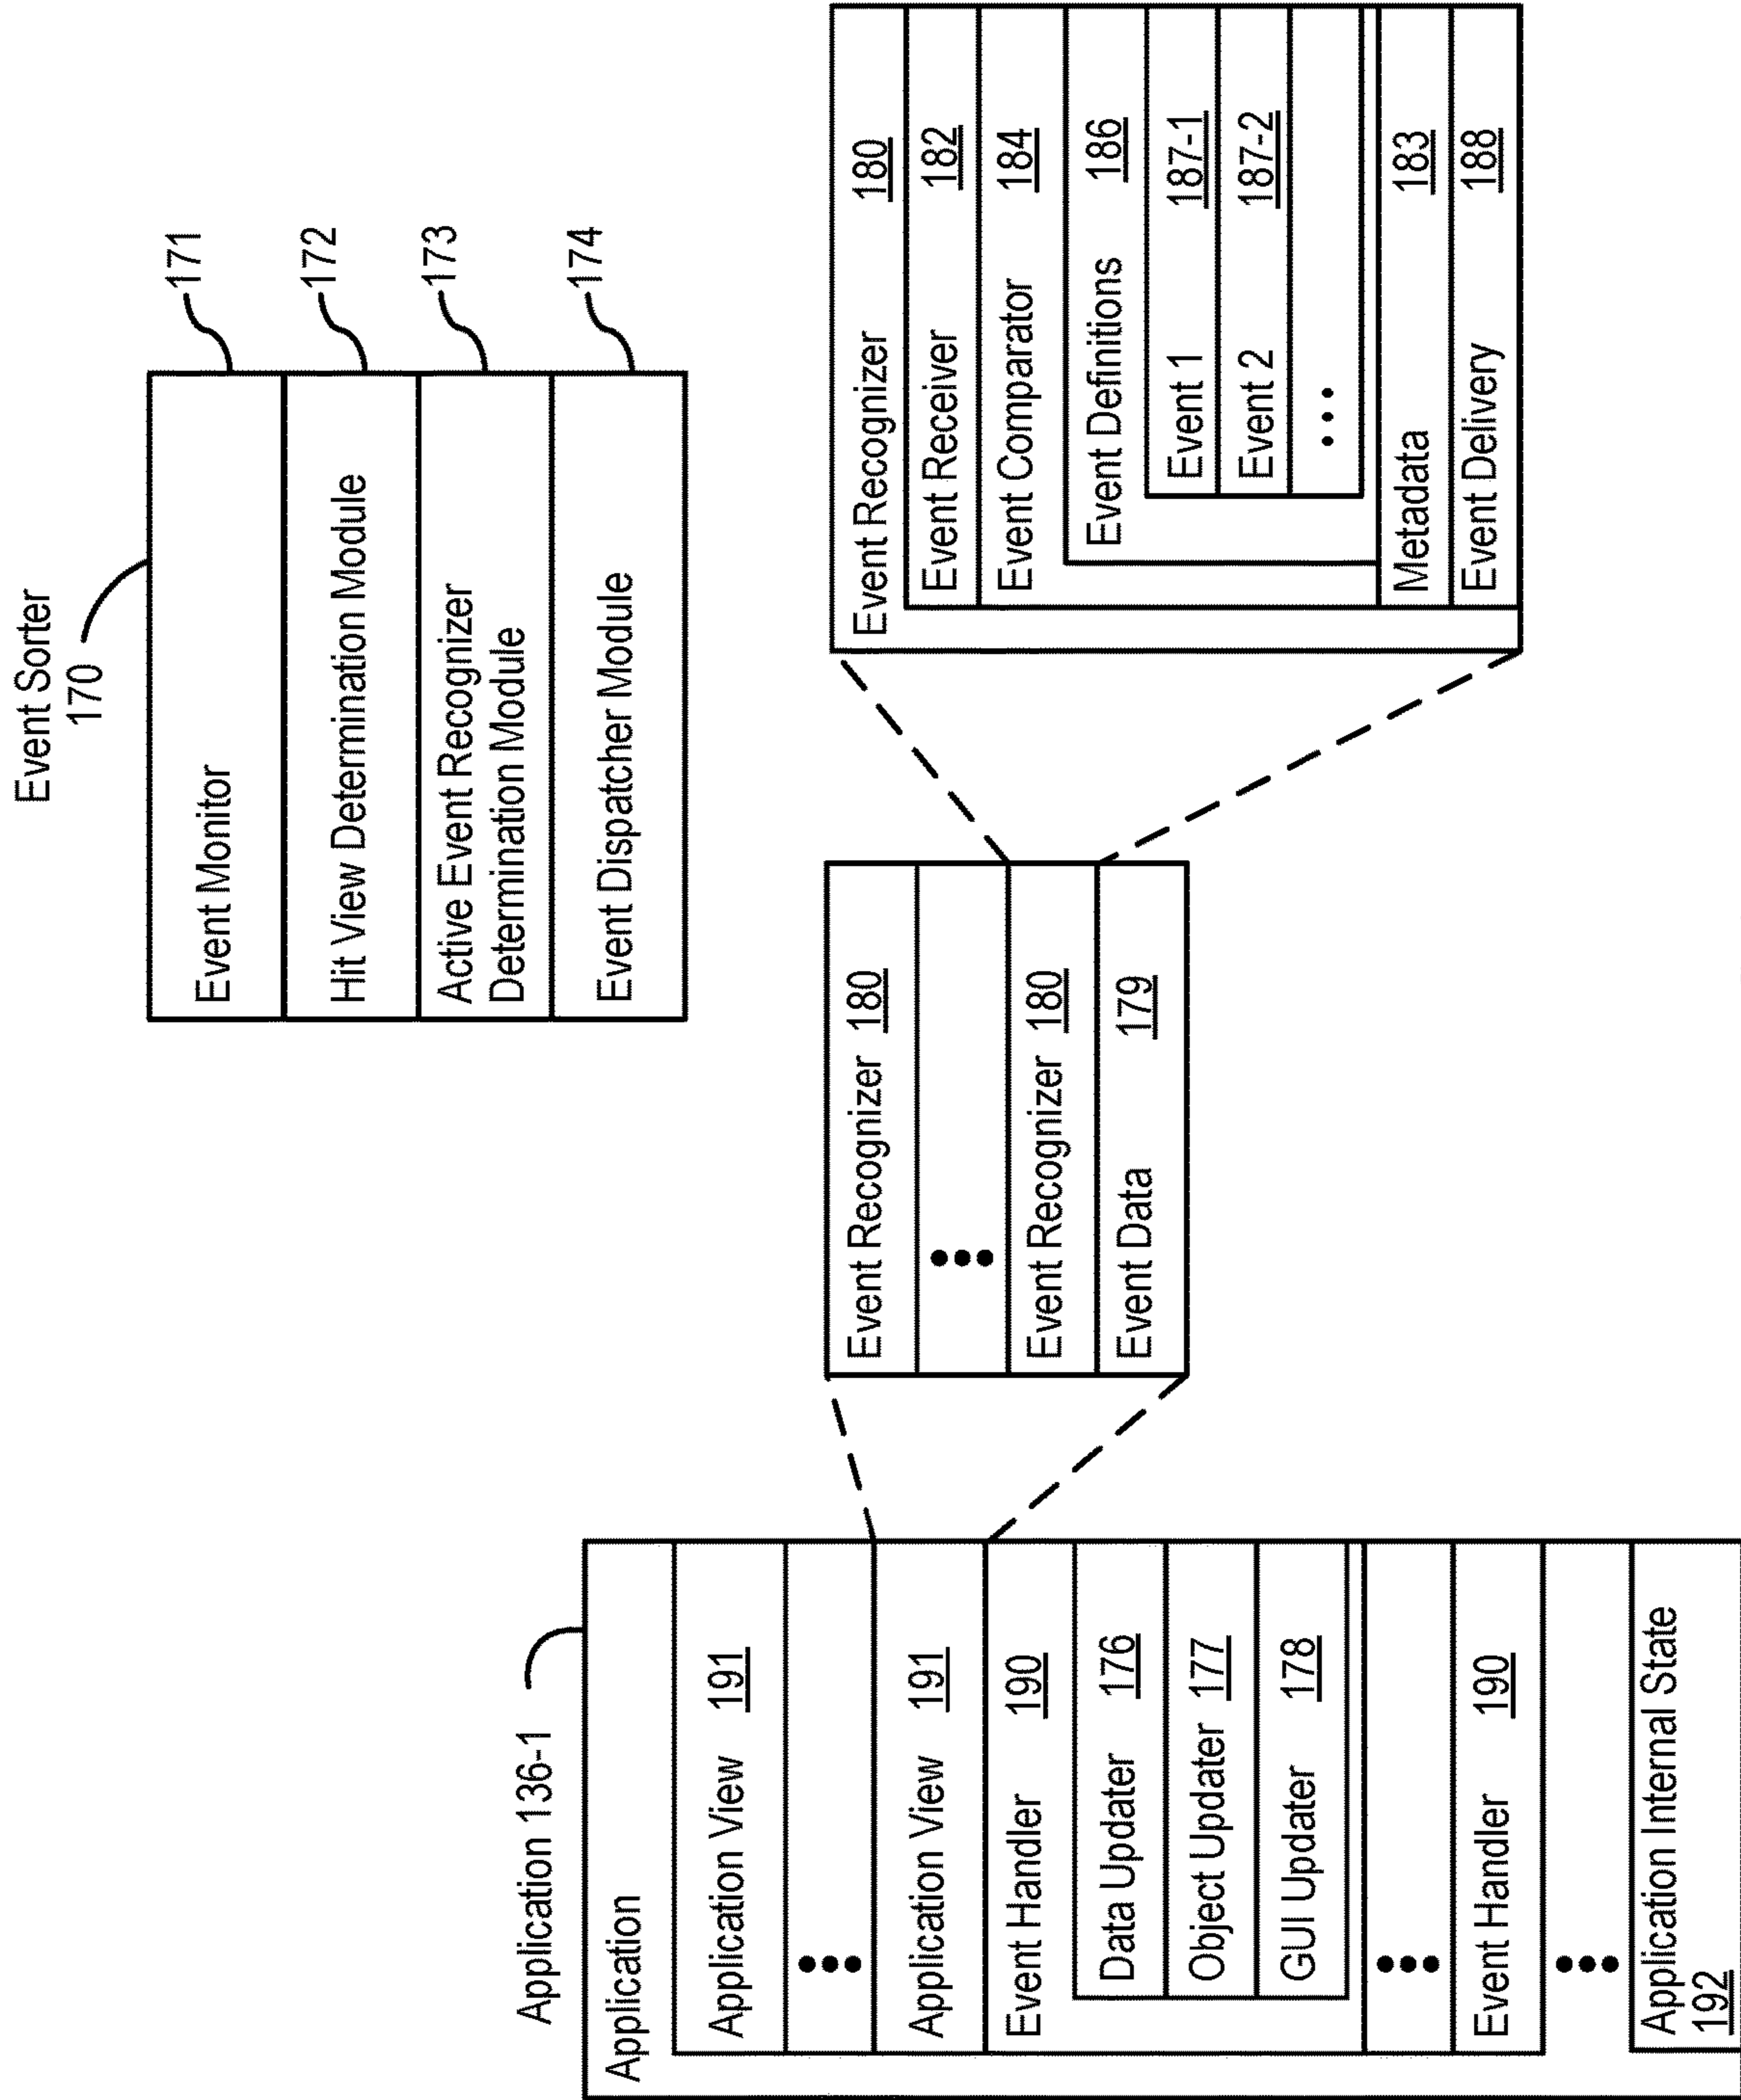 Event Sorter
170
Event Monitor
171
Hit View Determination Module
172
Active Event Recognizer
Determination Module
173
Event Dispatcher Module
174
Application 136-1
Application
Application View 191
•••
Application View 191
Event Handler 190
Data Updater 176
Object Updater 177
GUI Updater 178
•••
Event Handler 190
•••
Application Internal State
192
Event Recognizer 180
•••
Event Recognizer 180
Event Data 179
Event Recognizer 180
Event Receiver 182
Event Comparator 184
Event Definitions 186
Event 1 187-1
Event 2 187-2
•••
Metadata 183
Event Delivery 188